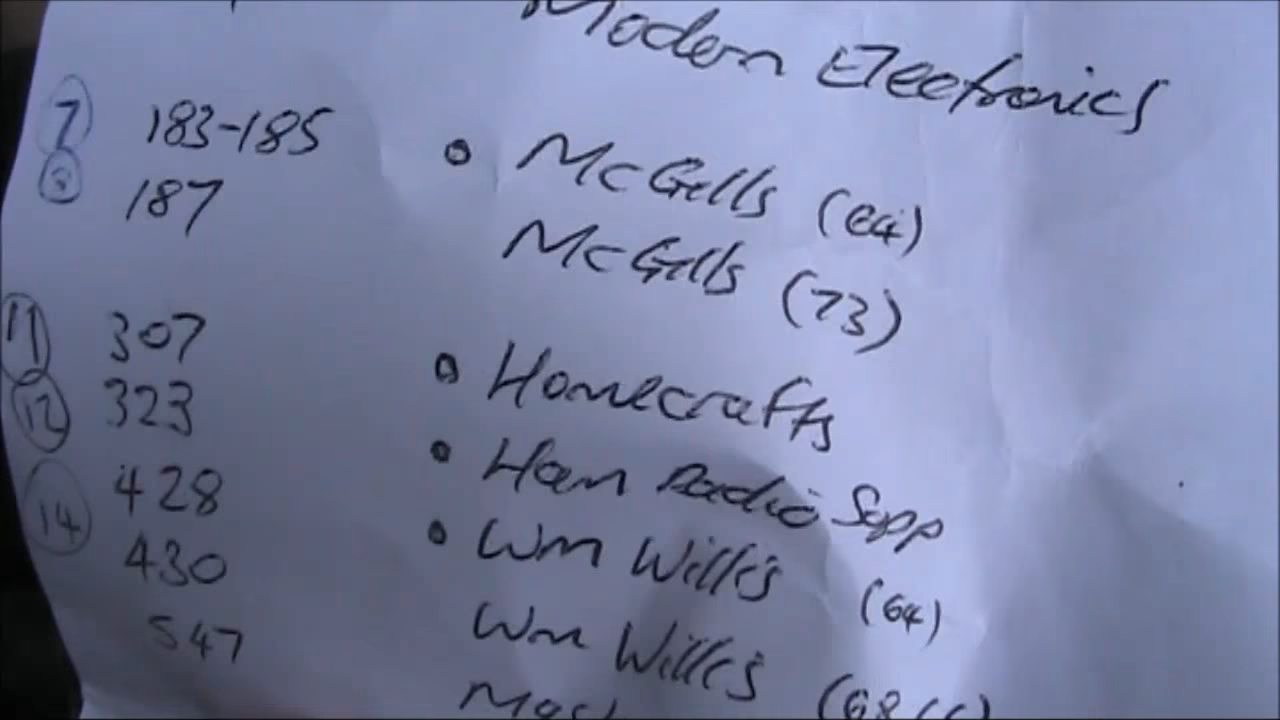 Modern Electronics
7 183-185 • McGills (64)
8 187 McGills (73)
11 307 • Homecrafts
12 323 • Ham Radio Supp
14 428 • Wm Willis (64)
430 Wm Willis
547